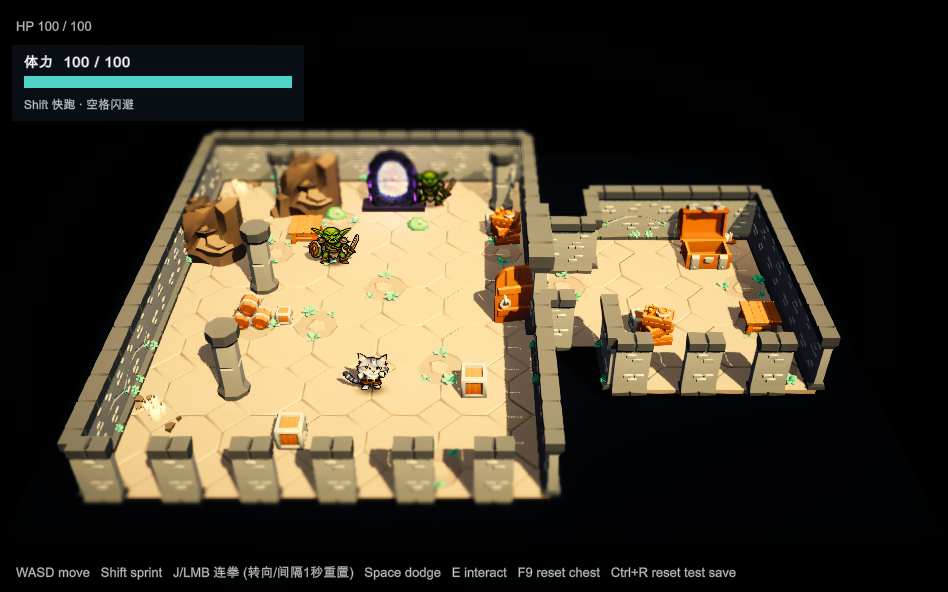 HP 100 / 100
体力 100 / 100
Shift 快跑 · 空格闪避
WASD move Shift sprint J/LMB 连拳 (转向/间隔1秒重置) Space dodge E interact F9 reset chest Ctrl+R reset test save